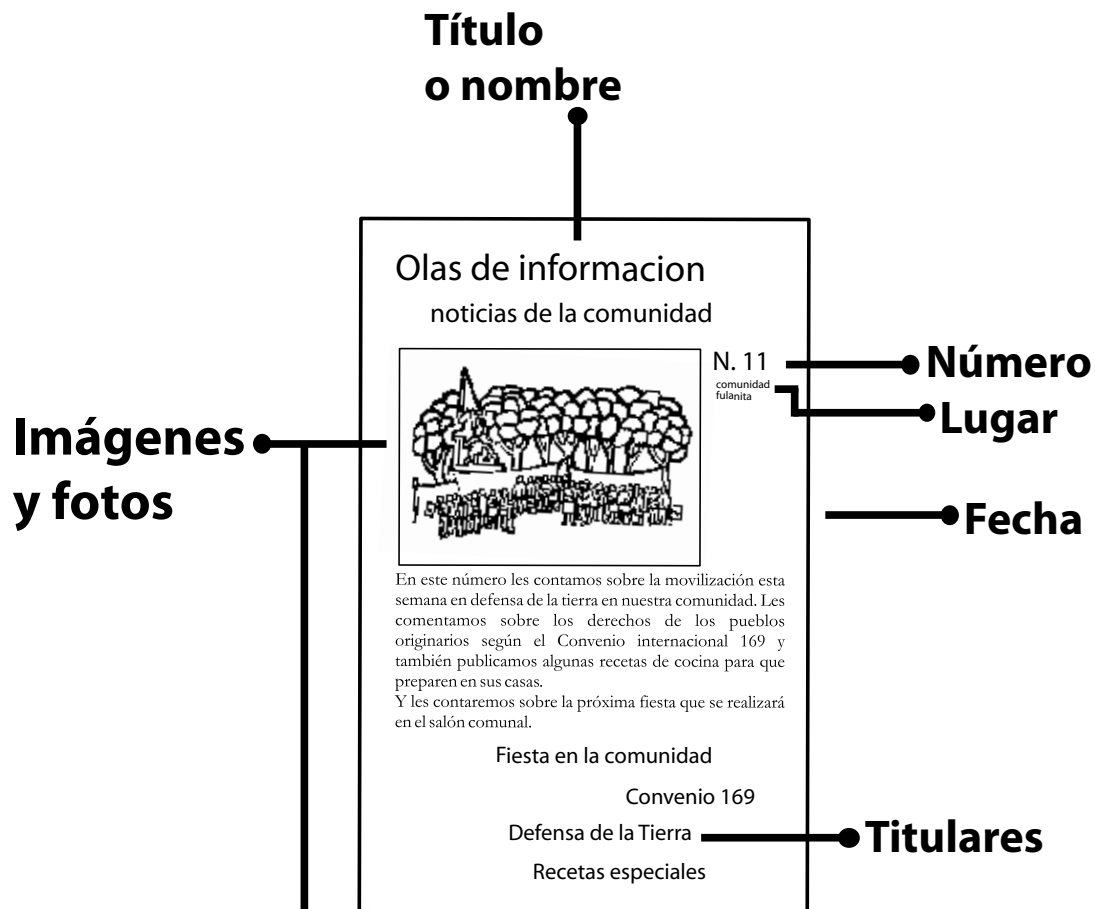 Título
o nombre
Olas de informacion
noticias de la comunidad
N. 11
comunidad
fulanita
Número
Lugar
Imágenes
y fotos
Fecha
En este número les contamos sobre la movilización esta
semana en defensa de la tierra en nuestra comunidad. Les
comentamos sobre los derechos de los pueblos
originarios según el Convenio internacional 169 y
también publicamos algunas recetas de cocina para que
preparen en sus casas.
Y les contaremos sobre la próxima fiesta que se realizará
en el salón comunal.
Fiesta en la comunidad
Convenio 169
Defensa de la Tierra
Titulares
Recetas especiales